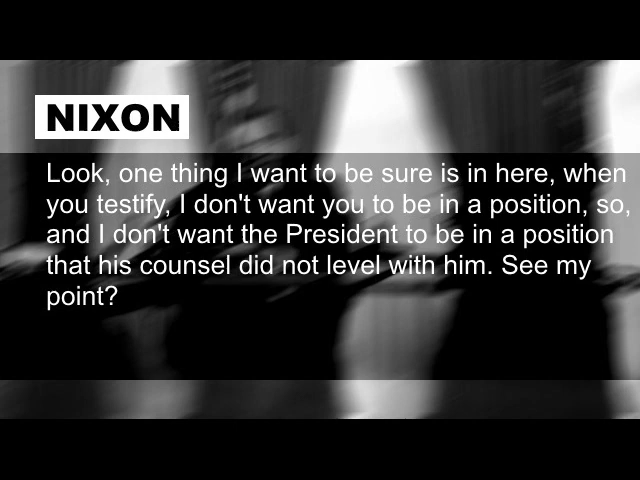 NIXON
Look, one thing I want to be sure is in here, when
you testify, I don't want you to be in a position, so,
and I don't want the President to be in a position
that his counsel did not level with him. See my
point?